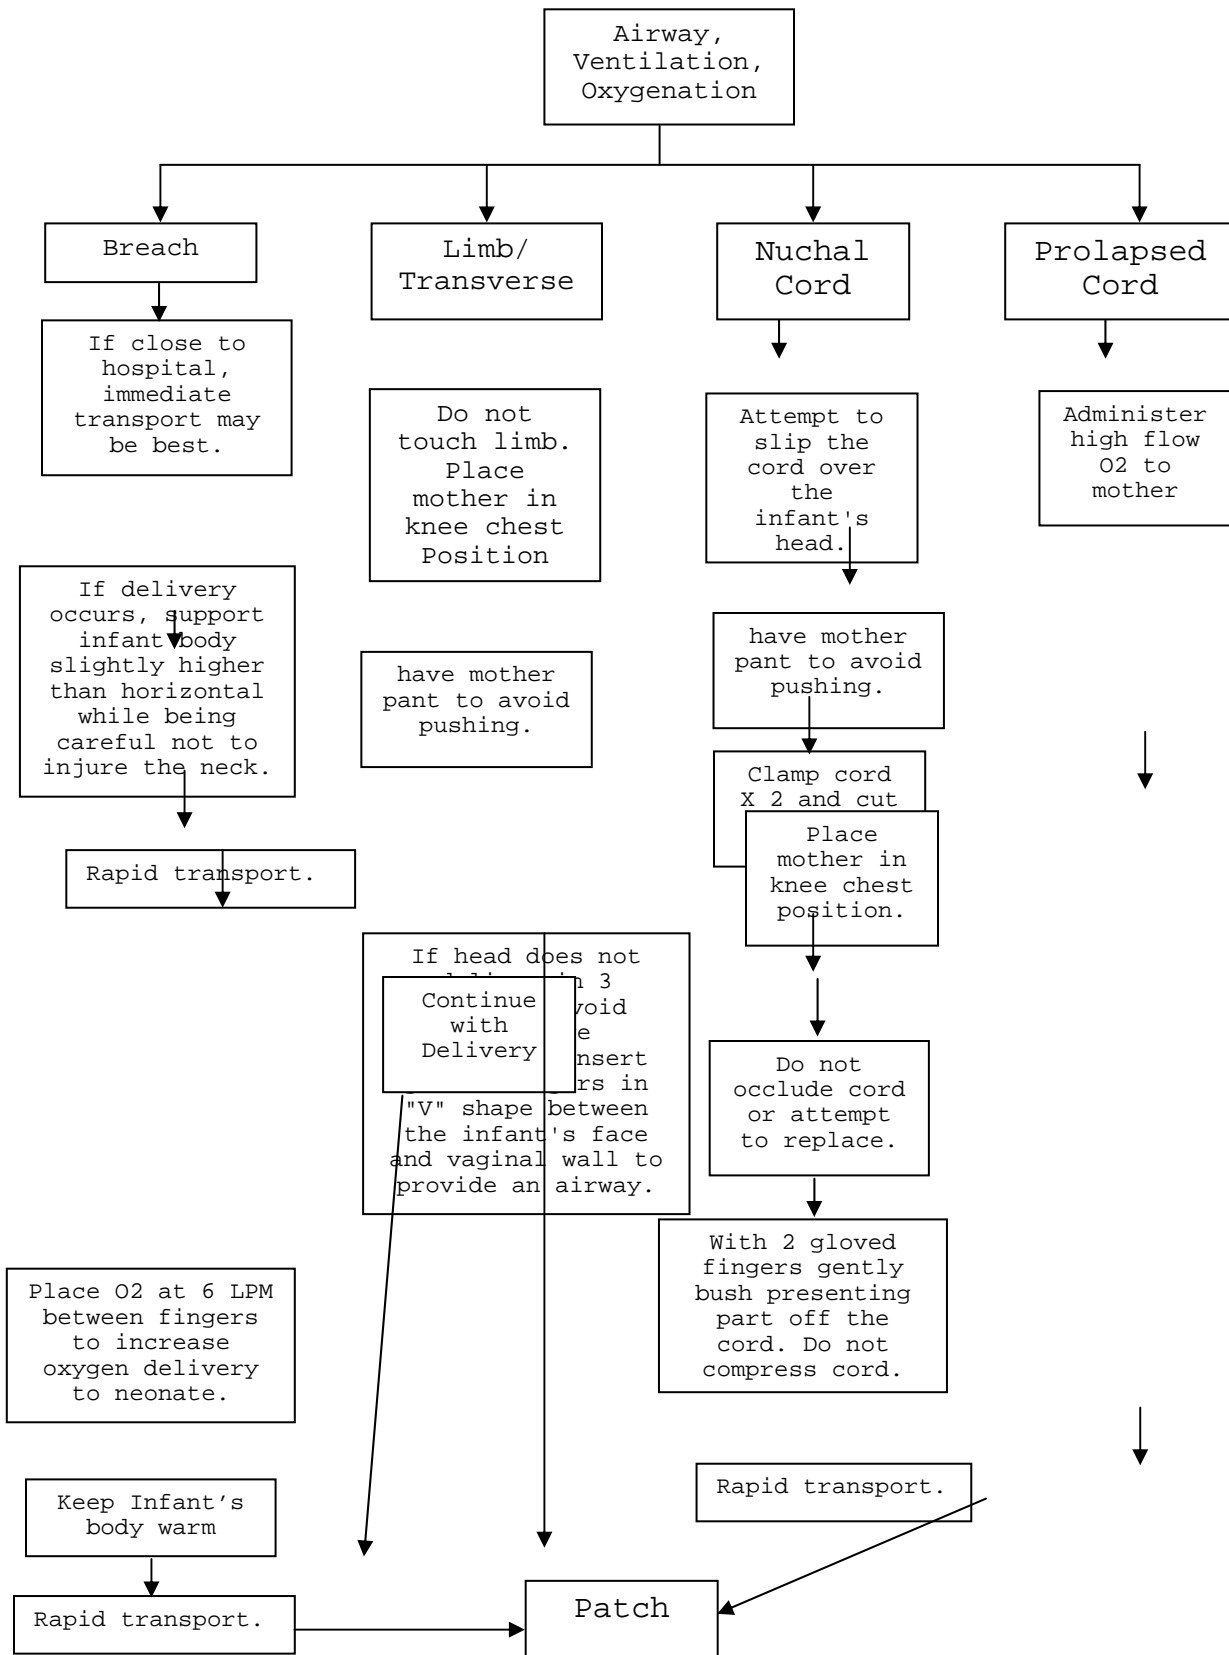 Airway,
Ventilation,
Oxygenation
Breach
Limb/
Transverse
Nuchal
Cord
Prolapsed
Cord
If close to
hospital,
immediate
transport may
be best.
Do not
touch limb.
Place
mother in
knee chest
Position
Attempt to
slip the
cord over
the
infant's
head.
Administer
high flow
O2 to
mother
If delivery
occurs, support
infant body
slightly higher
than horizontal
while being
careful not to
injure the neck.
have mother
pant to avoid
pushing.
have mother
pant to avoid
pushing.
Clamp cord
X 2 and cut
Place
mother in
knee chest
position.
Rapid transport.
If head does not
in 3
Continue
with
Delivery
"V" shape between
the infant's face
and vaginal wall to
provide an airway.
Do not
occlude cord
or attempt
to replace.
With 2 gloved
fingers gently
bush presenting
part off the
cord. Do not
compress cord.
Place O2 at 6 LPM
between fingers
to increase
oxygen delivery
to neonate.
Keep Infant’s
body warm
Rapid transport.
Rapid transport.
Patch